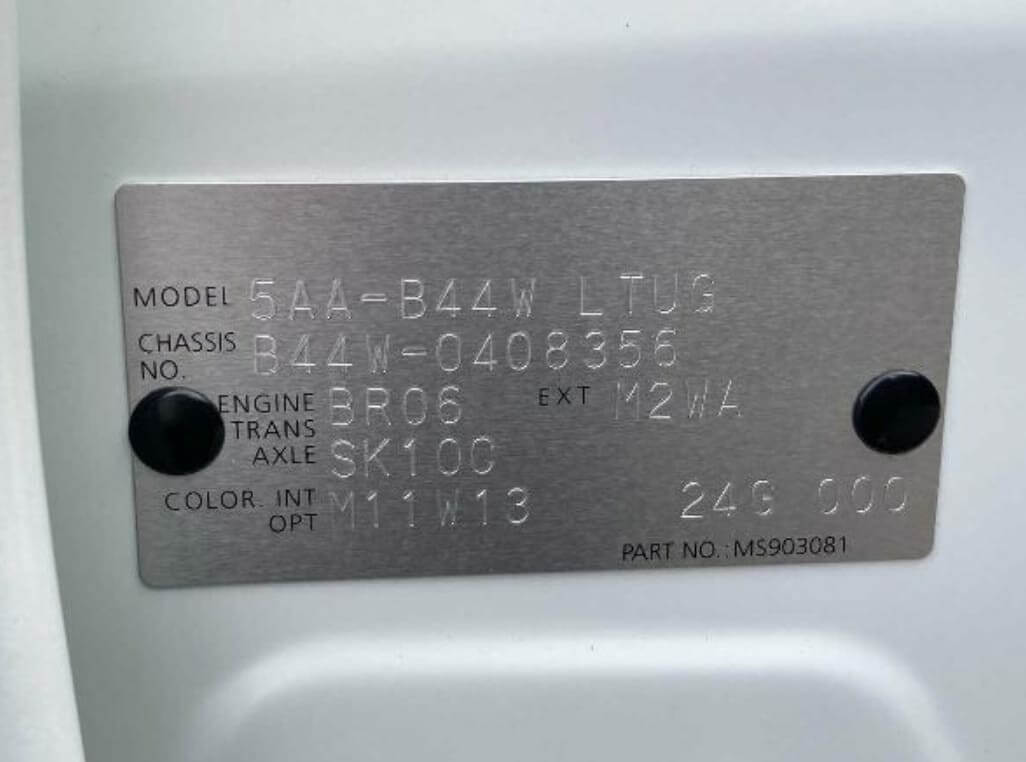 MODEL 5AA-B44W LTUG
CHASSIS NO. B44W-0408356
ENGINE BR06 EXT M2WA
TRANS AXLE SK10C
COLOR. INT OPT M11W13 24G 000
PART NO.: MS903081